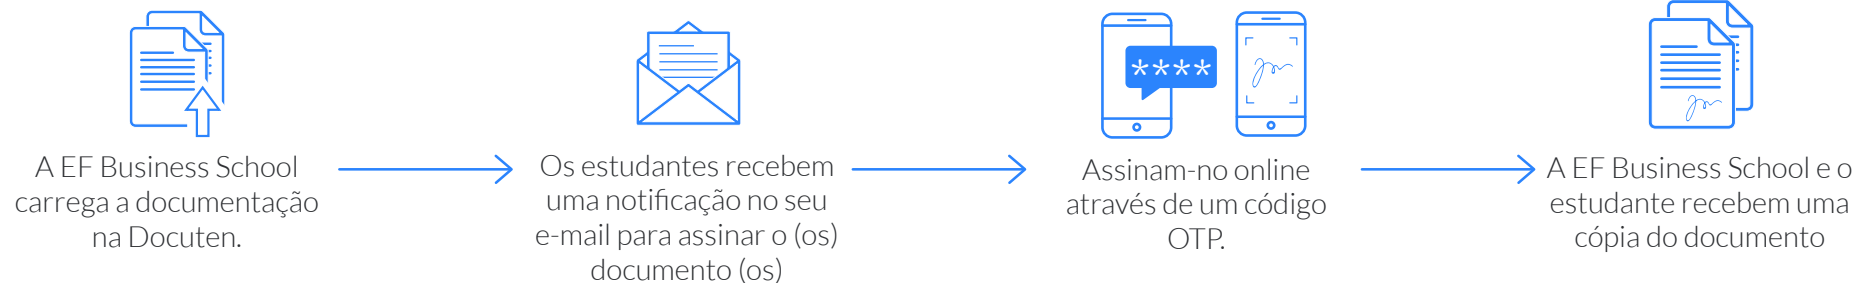 ****
A EF Business School
carrega a documentação
na Docuten.
Os estudantes recebem
uma notificação no seu
e-mail para assinar o (os)
documento (os)
Assinam-no online
através de um código
OTP.
A EF Business School e o
estudante recebem uma
cópia do documento